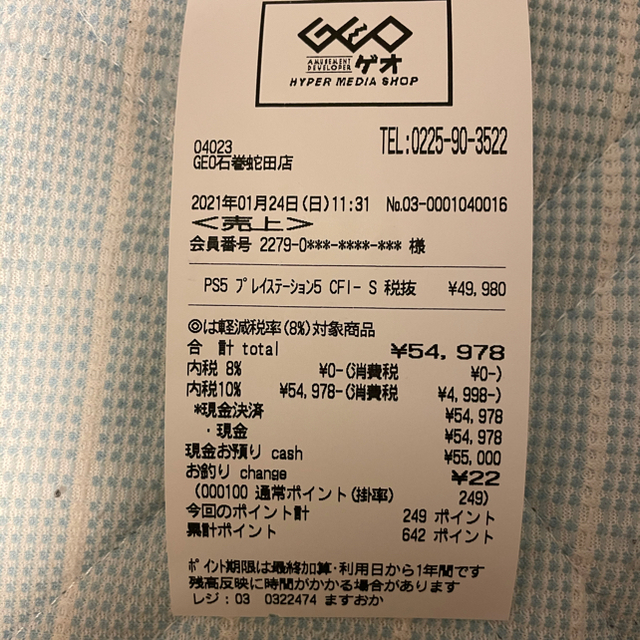 GEO
AMUSEMENT DEVELOPER ゲオ
HYPER MEDIA SHOP
04023 TEL:0225-90-3522
GEO石巻蛇田店
2021年01月24日(日)11:31 №03-0001040016
<売上>
会員番号 2279-0***-****-*** 様
PS5 プレイステーション5 CFI- S 税抜 ¥49,980
◎は軽減税率(8%)対象商品
合 計 total ¥54,978
内税 8% ¥0-(消費税 ¥0-)
内税10% ¥54,978-(消費税 ¥4,998-)
*現金決済 ¥54,978
・現金 ¥54,978
現金お預り cash ¥55,000
お釣り change ¥22
(000100 通常ポイント(掛率) 249)
今回のポイント計 249 ポイント
累計ポイント 642 ポイント
ポイント期限は最終加算・利用日から1年間です
残高反映に時間がかかる場合があります
レジ:03 0322474 ますおか